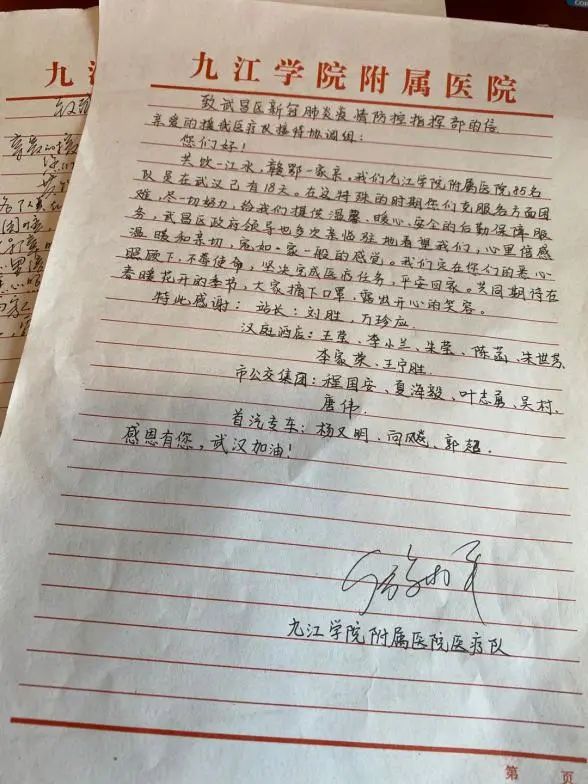 九江学院附属医院
致武昌区新冠肺炎疫情防控指挥部的信
亲爱的援我医疗队接待协调组：
您们好！
共饮一江水，赣鄂一家亲，我们九江学院附属医院85名
队员在武汉已有18天。在这特殊的时期您们克服各方面困
难，尽一切努力，给我们提供温馨、暖心、安全的后勤保障服
务，武昌区政府领导也多次亲临驻地看望我们，心里倍感
温暖和亲切，宛如一家一般的感觉。我们定在你们的悉心
照顾下，不辱使命，坚决完成医疗任务，平安回家。共同期待在
春暖花开的季节，大家摘下口罩，露出开心的笑容。
特此感谢：站长：刘胜，万珍应
汉庭酒店：王莹、李小兰、朱莹、陈菡、朱世芬、
李家荣、王宁胜
市公交集团：程国安、夏海毅、叶志勇、吴村、
唐伟
首汽专车：杨又明、向飚、郭超.
感恩有您，武汉加油！
九江学院附属医院医疗队
第 页
九江